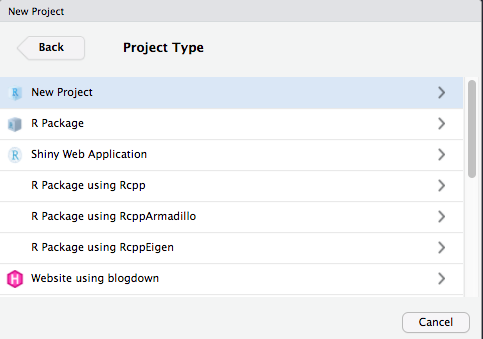 New Project
Back
Project Type
New Project
R Package
Shiny Web Application
R Package using Rcpp
R Package using RcppArmadillo
R Package using RcppEigen
Website using blogdown
Cancel